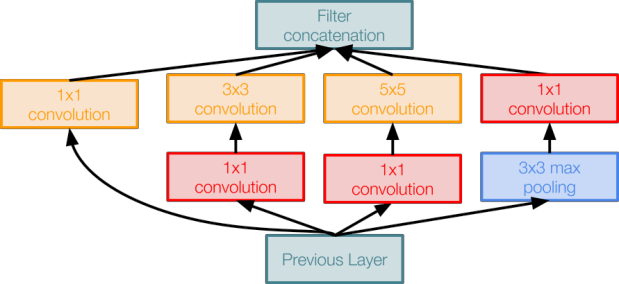 Filter
concatenation
1x1
convolution
3x3
convolution
5x5
convolution
1x1
convolution
1x1
convolution
1x1
convolution
3x3 max
pooling
Previous Layer